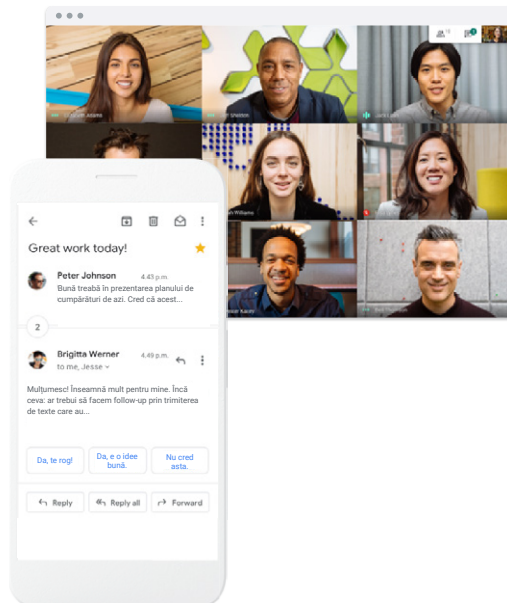 Great work today!
Peter Johnson 4.43 p.m.
Bună treabă în prezentarea planului de
cumpărături de azi. Cred că acest...
2
Brigitta Werner 4.49 p.m.
to me, Jesse
Mulțumesc! Înseamnă mult pentru mine. Încă
ceva: ar trebui să facem follow-up prin trimiterea
de texte care au...
Da, te rog!
Da, e o idee
bună.
Nu cred
asta.
Reply
Reply all
Forward